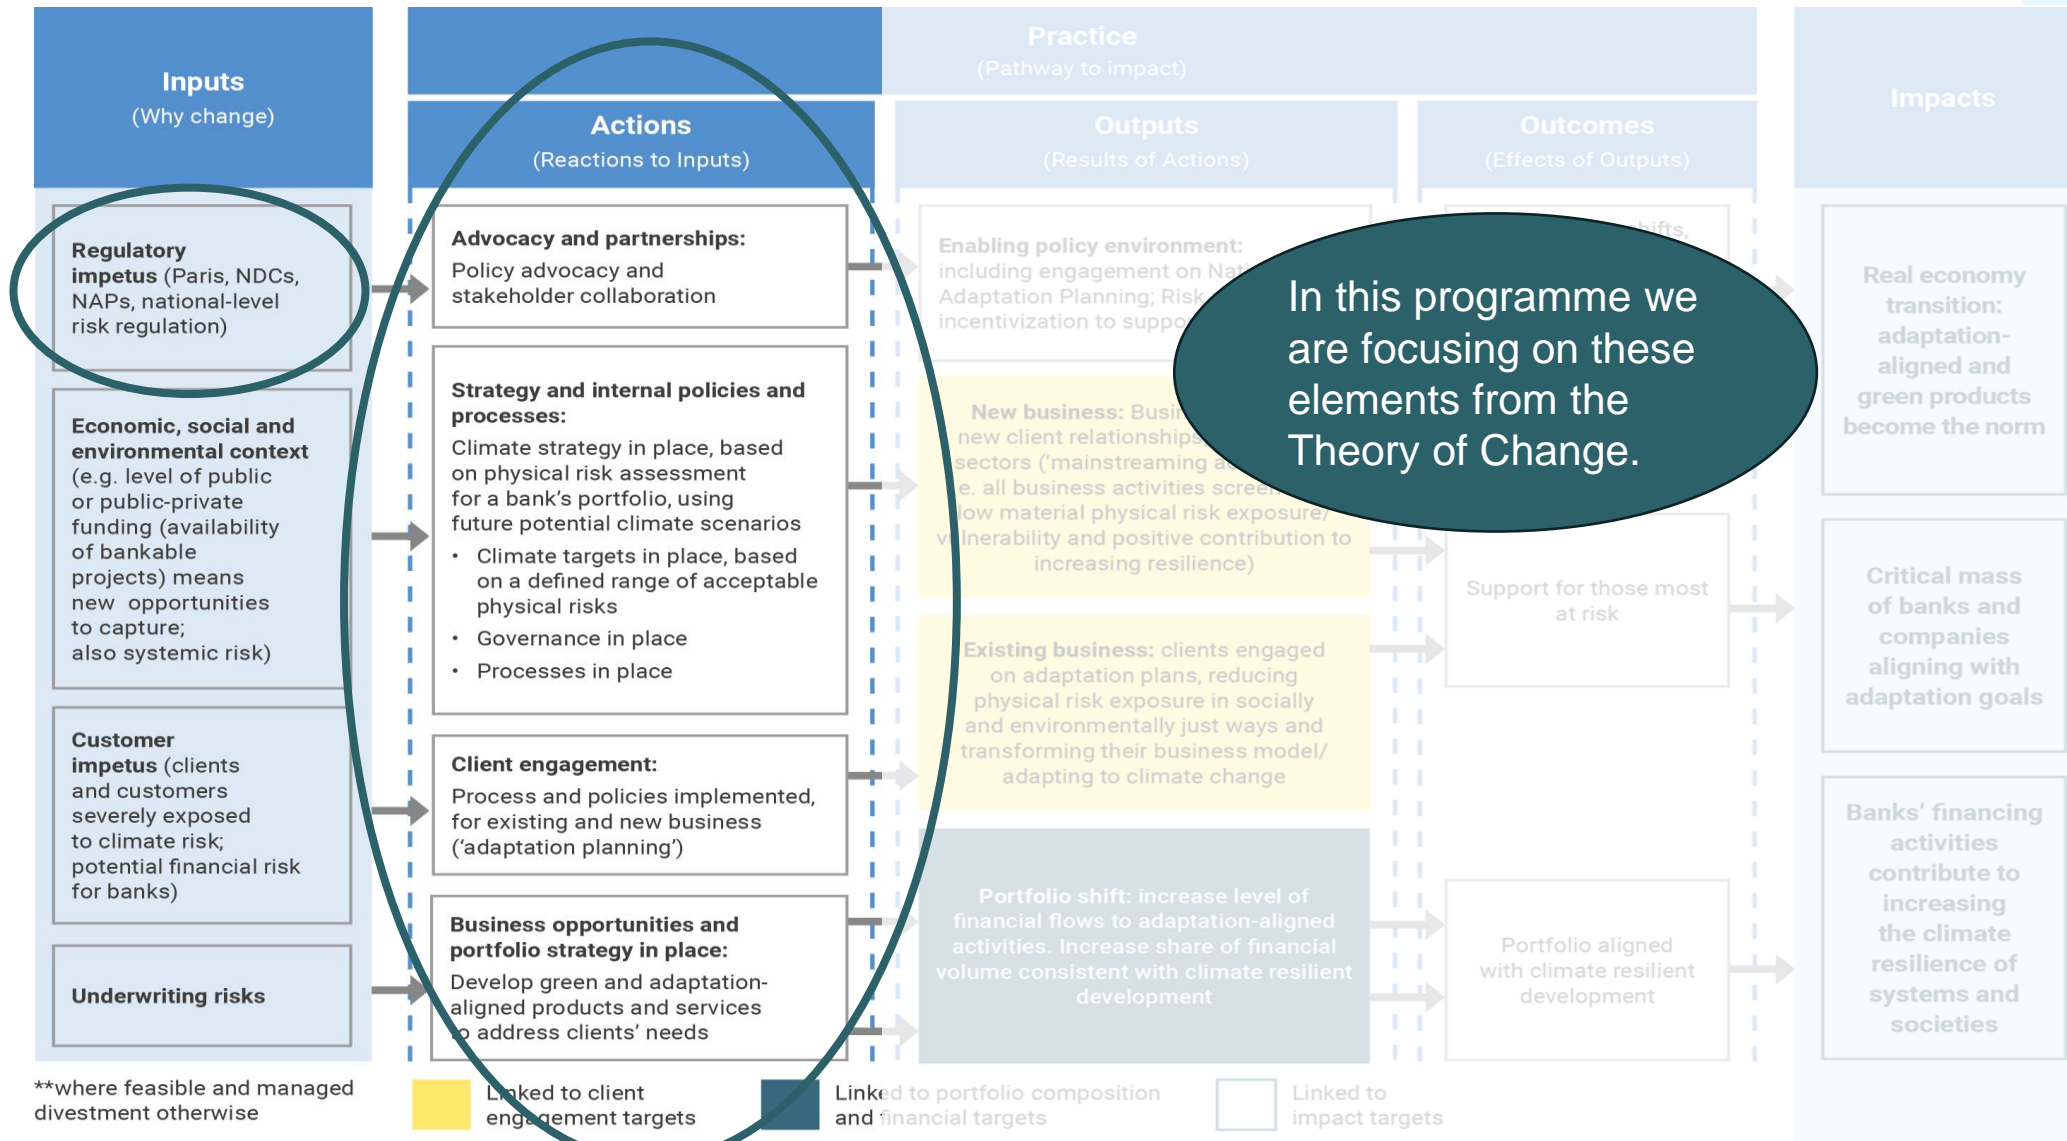 Inputs
(Why change)
Practice
(Pathway to impact)
Actions
(Reactions to Inputs)
Outputs
(Results of Actions)
Outcomes
(Effects of Outputs)
Impacts
Regulatory
impetus (Paris, NDCs,
NAPs, national-level
risk regulation)
Economic, social and
environmental context
(e.g. level of public
or public-private
funding (availability
of bankable
projects) means
new opportunities
to capture;
also systemic risk)
Customer
impetus (clients
and customers
severely exposed
to climate risk;
potential financial risk
for banks)
Underwriting risks
Advocacy and partnerships:
Policy advocacy and
stakeholder collaboration
Strategy and internal policies and
processes:
Climate strategy in place, based
on physical risk assessment
for a bank's portfolio, using
future potential climate scenarios
• Climate targets in place, based
on a defined range of acceptable
physical risks
• Governance in place
• Processes in place
Client engagement:
Process and policies implemented,
for existing and new business
('adaptation planning')
Business opportunities and
portfolio strategy in place:
Develop green and adaptation-
aligned products and services
to address clients' needs
Enabling policy environment:
including engagement on
Adaptation Planning; Risk
incentivization to
New business:
new client relationships
sectors ('mainstreaming
e. all business activities
low material physical risk exposure/
vulnerability and positive contribution to
increasing resilience)
Existing business: clients engaged
on adaptation plans, reducing
physical risk exposure in socially
and environmentally just ways and
transforming their business model/
adapting to climate change
Portfolio shift: increase level of
financial flows to adaptation-aligned
activities. Increase share of financial
volume consistent with climate resilient
development
In this programme we
are focusing on these
elements from the
Theory of Change.
Support for those most
at risk
Portfolio aligned
with climate resilient
development
Real economy
transition:
adaptation-
aligned and
green products
become the norm
Critical mass
of banks and
companies
aligning with
adaptation goals
Banks' financing
activities
contribute to
increasing
the climate
resilience of
systems and
societies
**where feasible and managed
divestment otherwise
Linked to client
engagement targets
Linked to portfolio composition
and financial targets
Linked to
impact targets